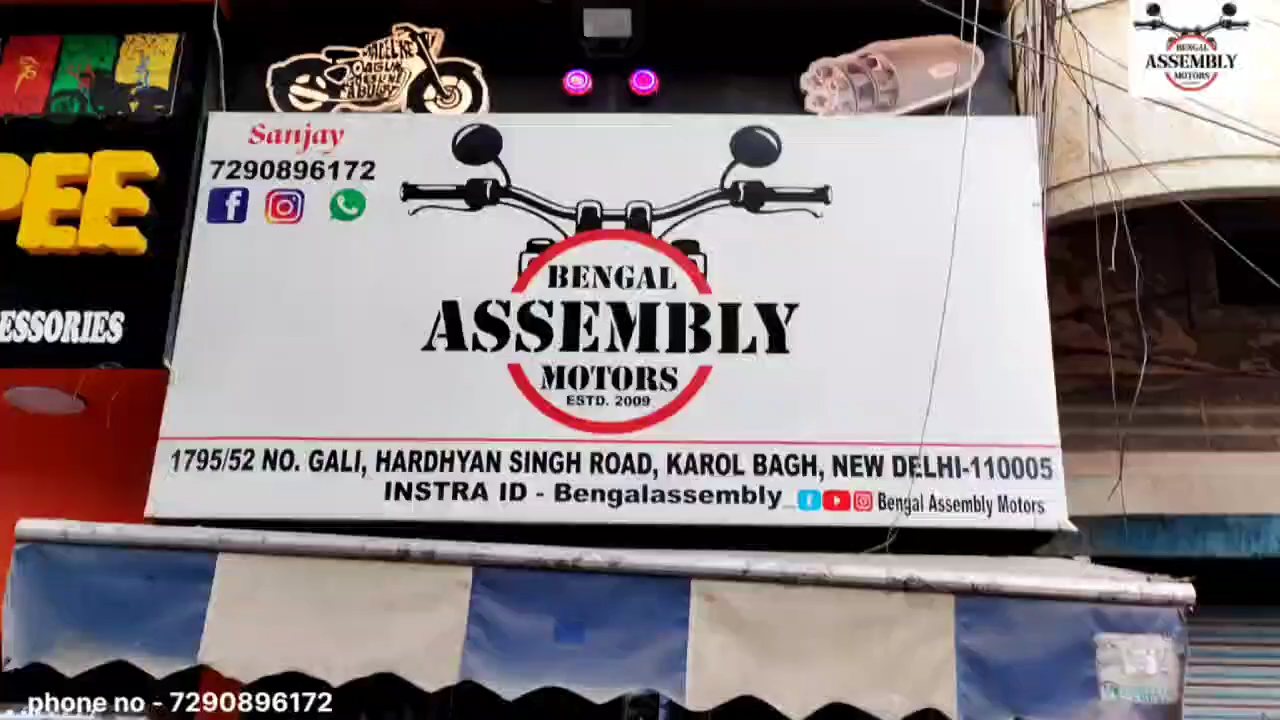 BENGAL
ASSEMBLY
MOTORS
PEE
ESSORIES
Sanjay
7290896172
BENGAL
ASSEMBLY
MOTORS
ESTD. 2009
1795/52 NO. GALI, HARDHYAN SINGH ROAD, KAROL BAGH, NEW DELHI-110005
INSTRA ID - Bengalassembly_ Bengal Assembly Motors
phone no - 7290896172